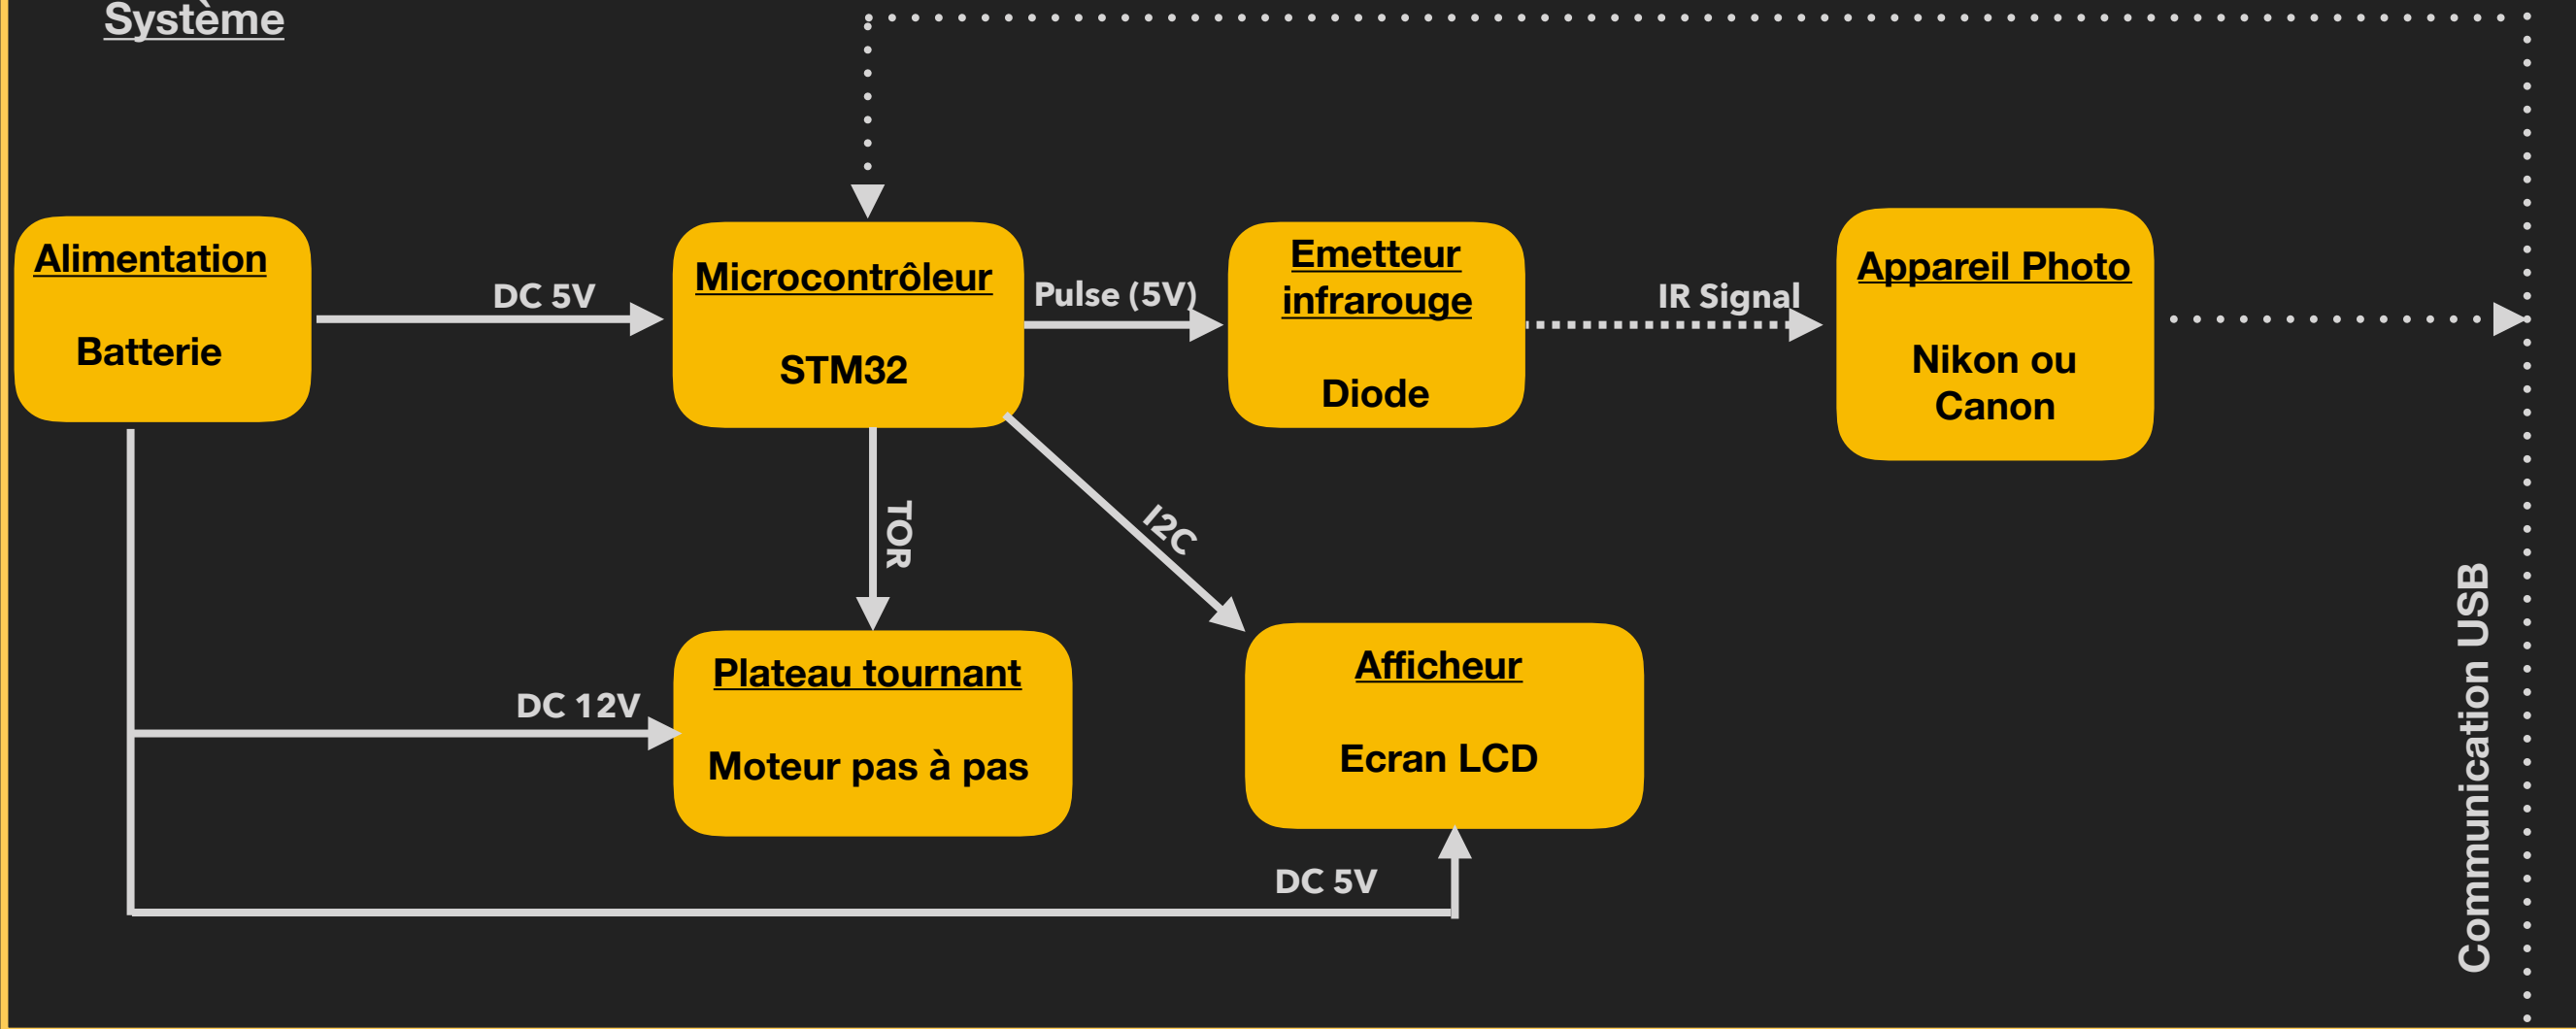 Système
Alimentation
Batterie
DC 5V
Microcontrôleur
STM32
Pulse (5V)
Emetteur
infrarouge
Diode
IR Signal
Appareil Photo
Nikon ou
Canon
TOR
I2C
DC 12V
Plateau tournant
Moteur pas à pas
Afficheur
Ecran LCD
DC 5V
Communication USB